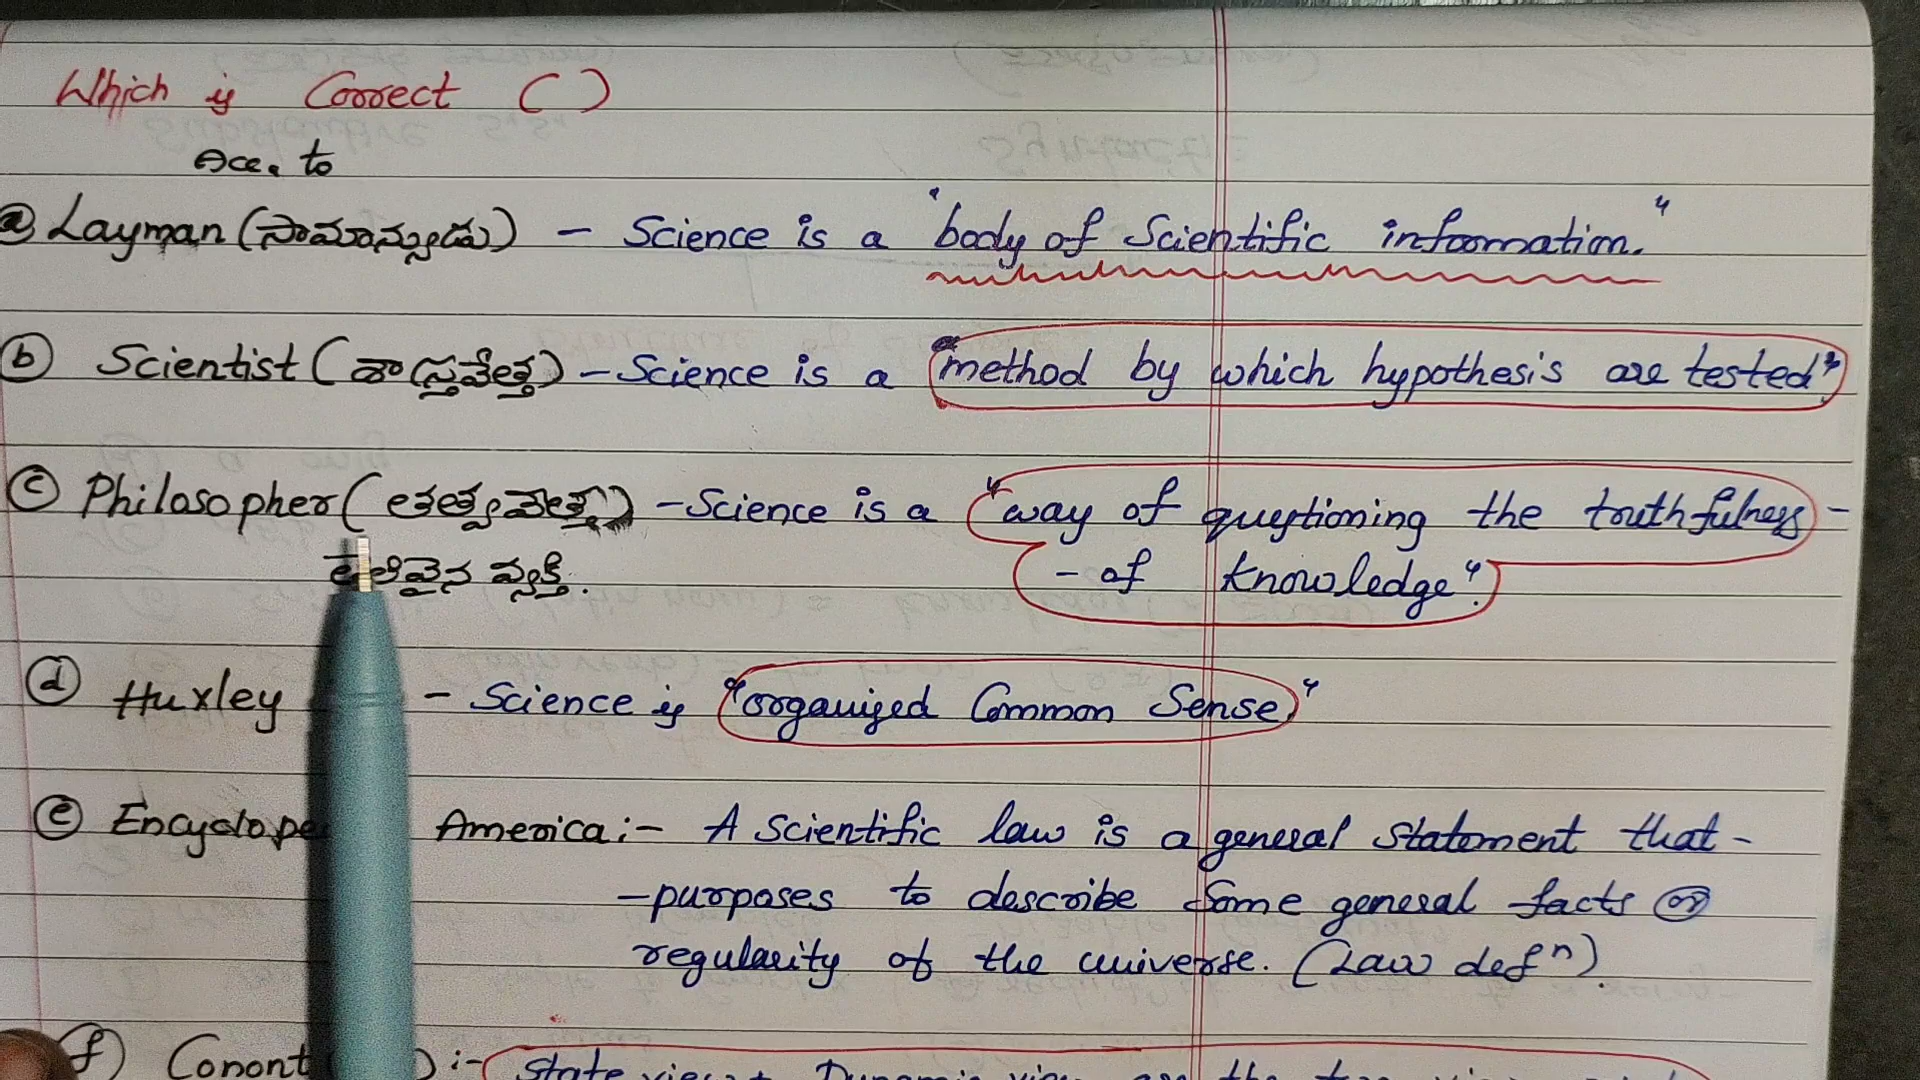 Which is Correct ( )
Acc. to
a) Layman (సామాన్యుడు) - Science is a "body of Scientific information."
b) Scientist (శాస్త్రవేత్త) - Science is a "method by which hypothesis are tested"
c) Philosopher ( - Science is a "way of questioning the truthfulness -
వ్యక్తి.
- of knowledge".
d) Huxley - Science is "organized Common Sense"
e) America:- A scientific law is a general statement that -
- purposes to describe some general facts or
regularity of the universe. (Law defn).
f) Conont :- State view